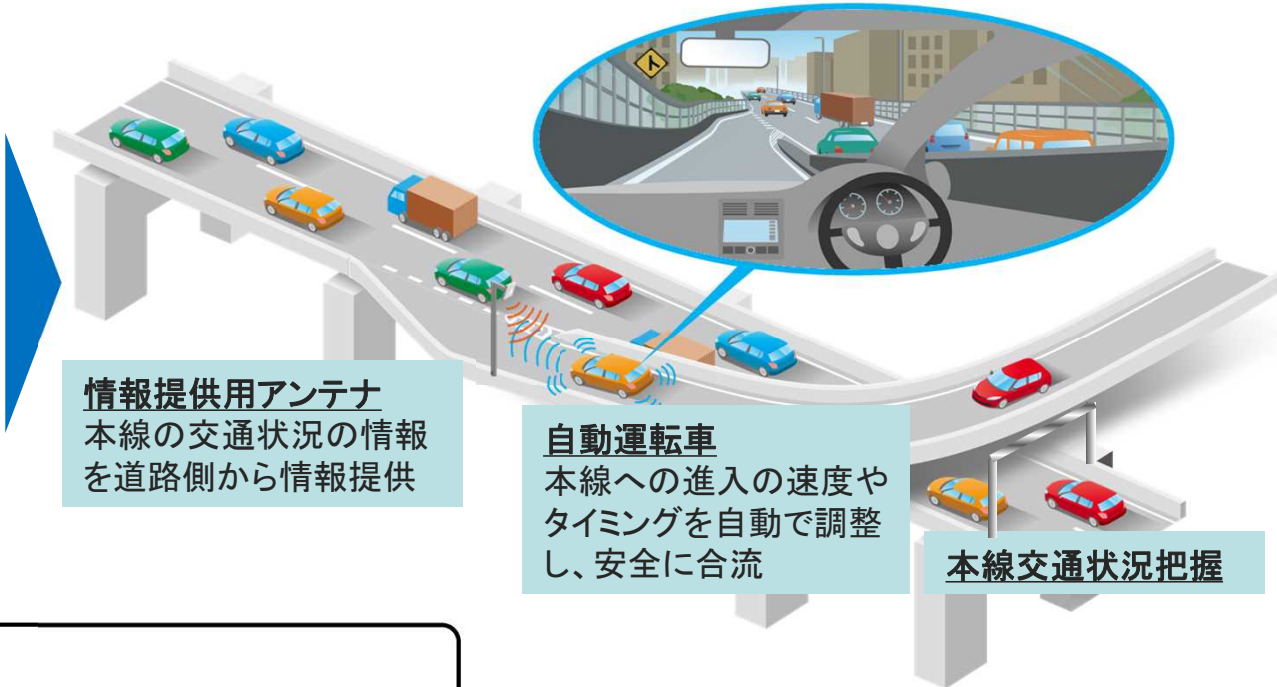 情報提供用アンテナ
本線の交通状況の情報
を道路側から情報提供
自動運転車
本線への進入の速度や
タイミングを自動で調整
し、安全に合流
本線交通状況把握